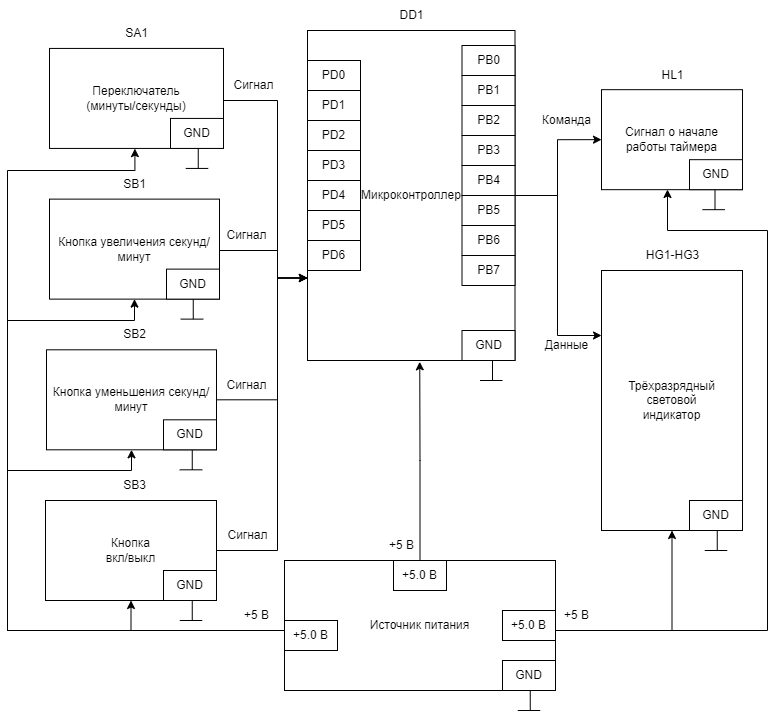 SA1
Переключатель
(минуты/секунды)
GND
Сигнал
SB1
Кнопка увеличения секунд/
минут
GND
Сигнал
SB2
Кнопка уменьшения секунд/
минут
GND
Сигнал
SB3
Кнопка
вкл/выкл
GND
Сигнал
DD1
PD0
PD1
PD2
PD3
PD4
PD5
PD6
Микроконтроллер
PB0
PB1
PB2
PB3
PB4
PB5
PB6
PB7
GND
Команда
Данные
HL1
Сигнал о начале
работы таймера
GND
HG1-HG3
Трёхразрядный
световой
индикатор
GND
+5 В
+5 В
+5 В
+5.0 В
+5.0 В
Источник питания
+5.0 В
GND